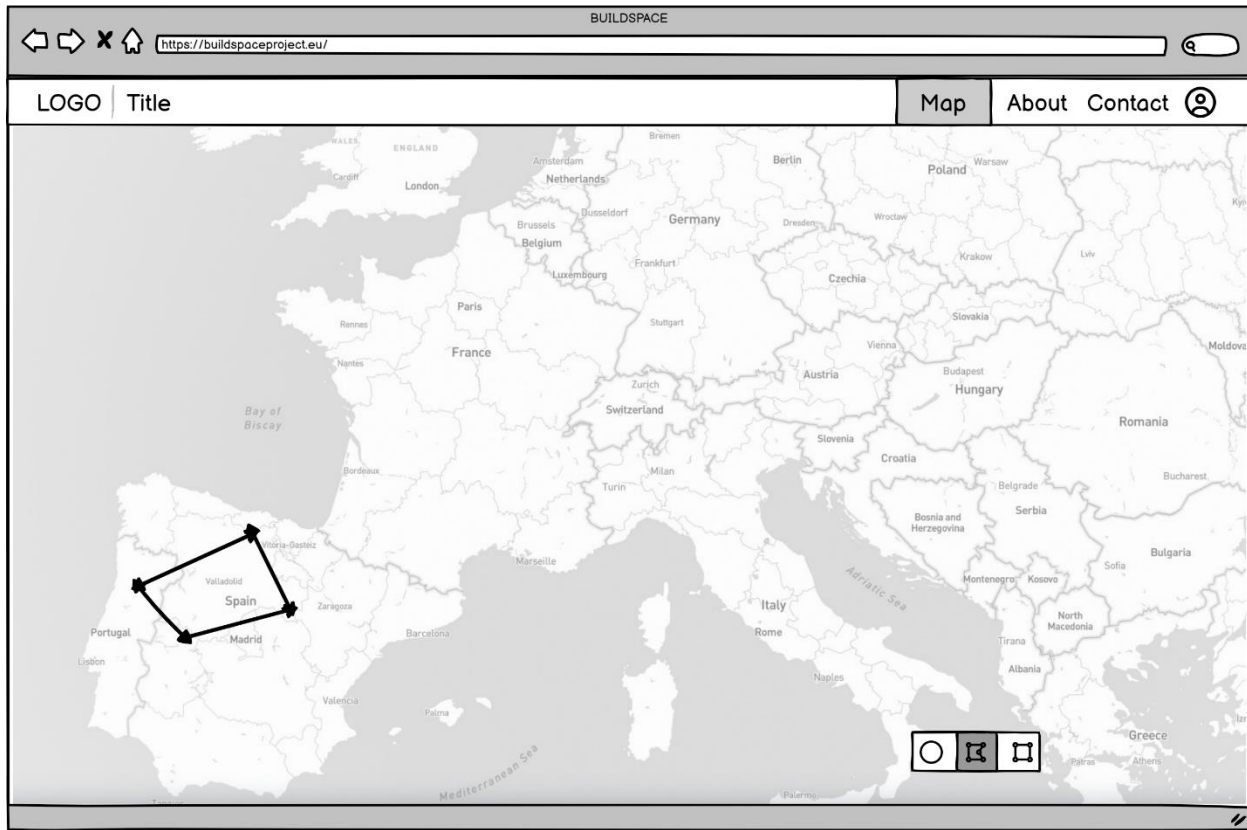 BUILDSPACE
https://buildspaceproject.eu/
LOGO
Title
Map
About
Contact
WALES
ENGLAND
Bremen
Amsterdam
Berlin
Netherlands
Poland
Warsaw
Cardiff
London
Dusseldorf
Germany
Dresden
Wroclaw
Brussels
Belgium
Frankfurt
Krakow
Lviv
Luxembourg
Czechia
Paris
Rennes
Stuttgart
Slovakia
Nantes
France
Vienna
Moldova
Austria
Budapest
Zurich
Hungary
Switzerland
Bay of
Biscay
Romania
Slovenia
Croatia
Bordeaux
Milan
Turin
Belgrade
Bucharest
Serbia
Bosnia and
Herzegovina
Vitoria-Gasteiz
Marseille
Bulgaria
Sofia
Adriatic Sea
Montenegro
Kosovo
Valladolid
Spain
Zaragoza
Italy
North
Macedonia
Portugal
Madrid
Barcelona
Rome
Tirana
Lisbon
Albania
Naples
Valencia
Palma
Greece
Mediterranean Sea
Patras
Athens
Palermo